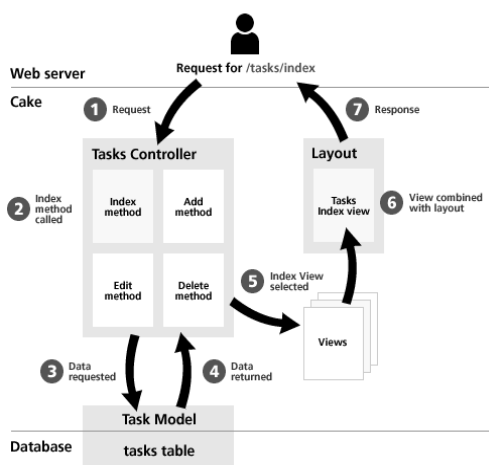 Web server
Request for /tasks/index
Cake
1 Request
7 Response
Tasks Controller
Layout
2 Index
method
called
Index
method
Add
method
Tasks
Index view
6 View combined
with layout
Edit
method
Delete
method
5 Index View
selected
Views
3 Data
requested
4 Data
returned
Task Model
Database
tasks table